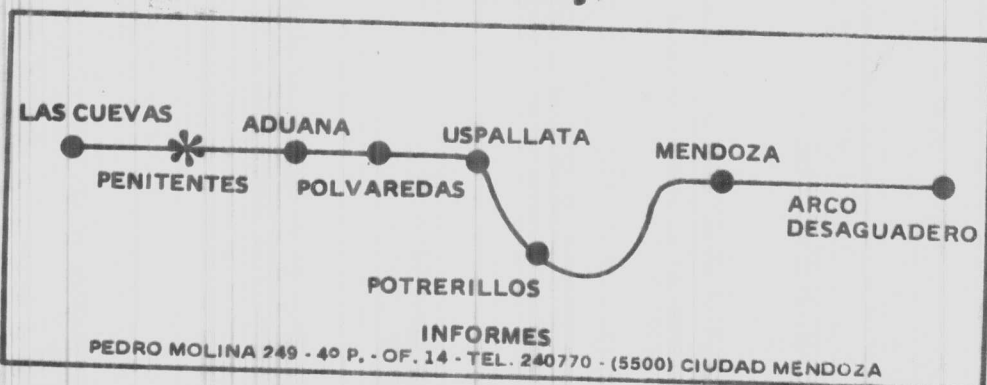 LAS CUEVAS
PENITENTES
ADUANA
POLVAREDAS
USPALLATA
POTRERILLOS
MENDOZA
ARCO
DESAGUADERO
INFORMES
PEDRO MOLINA 249 - 4º P. - OF. 14 - TEL. 240770 - (5500) CIUDAD MENDOZA